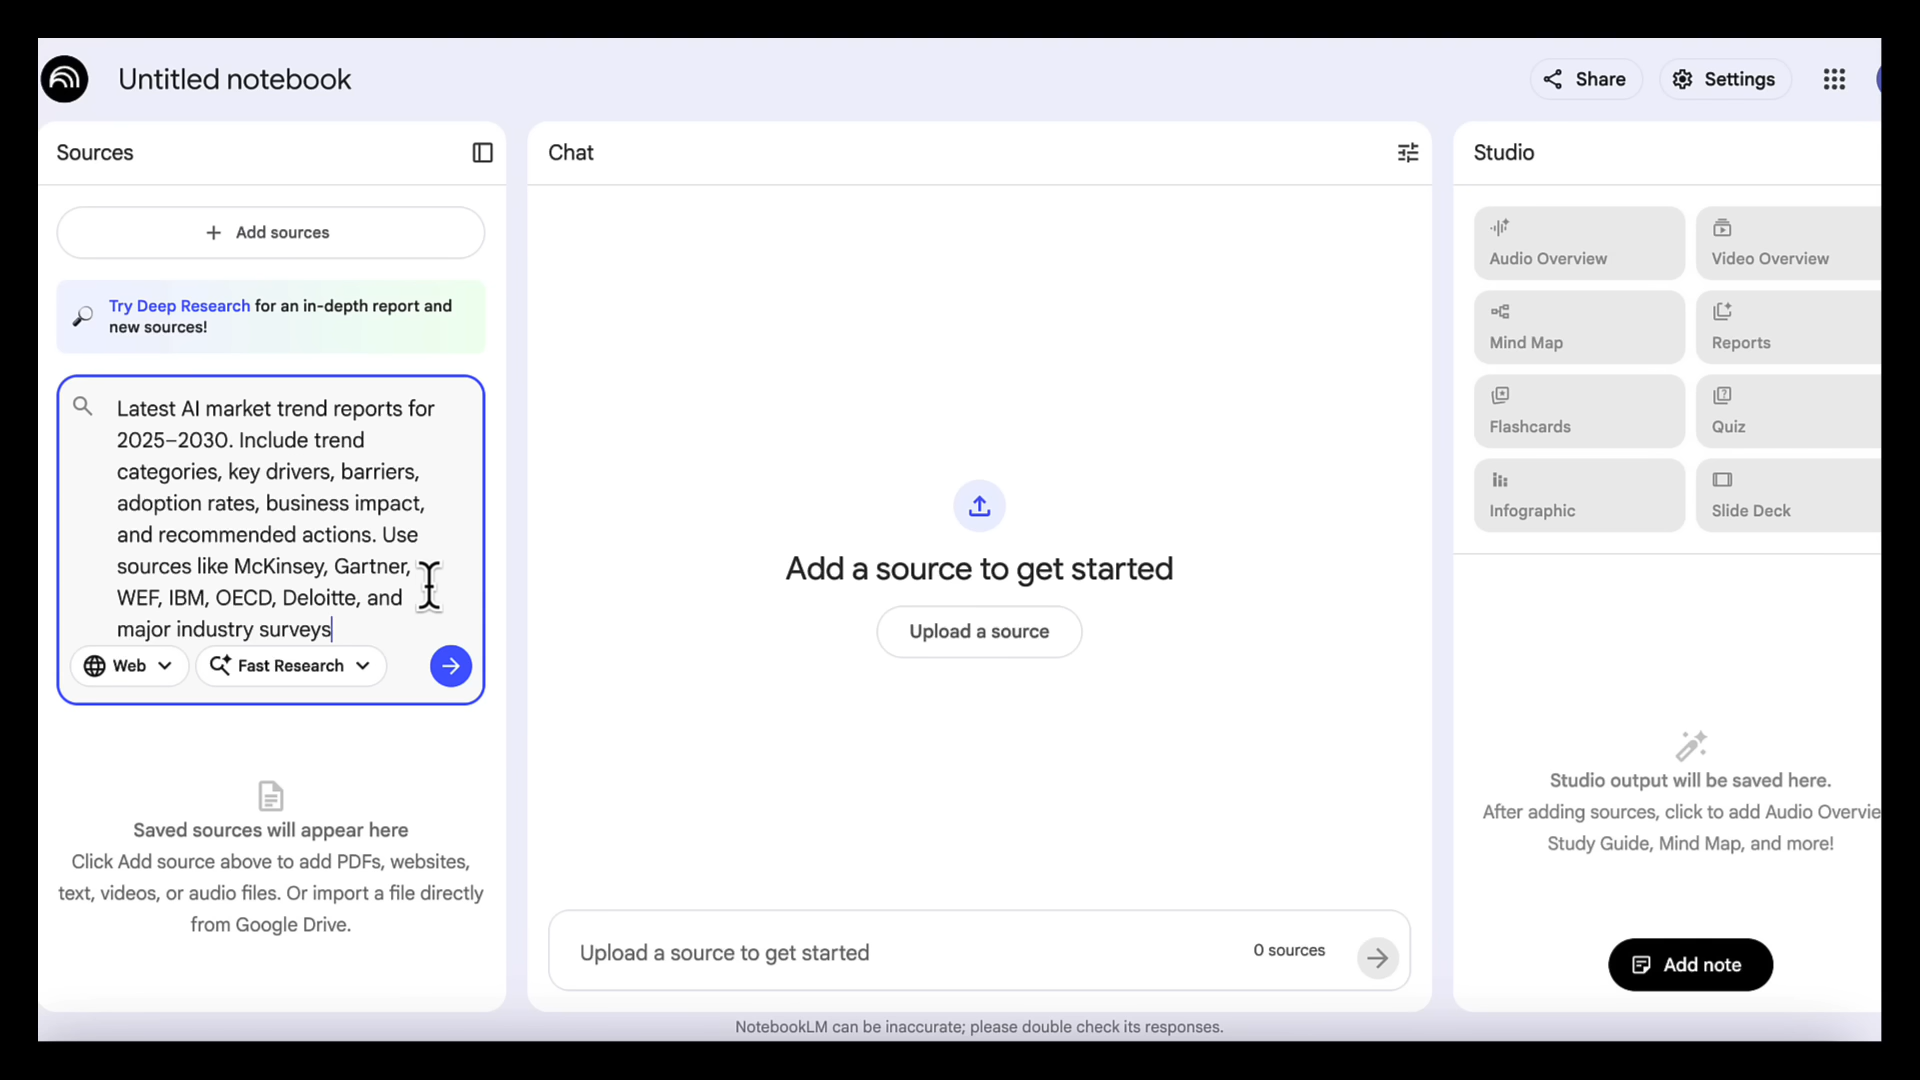 Untitled notebook
Share
Settings
Sources
Add sources
Try Deep Research for an in-depth report and
new sources!
Latest AI market trend reports for
2025–2030. Include trend
categories, key drivers, barriers,
adoption rates, business impact,
and recommended actions. Use
sources like McKinsey, Gartner,
WEF, IBM, OECD, Deloitte, and
major industry surveys
Web
Fast Research
Saved sources will appear here
Click Add source above to add PDFs, websites,
text, videos, or audio files. Or import a file directly
from Google Drive.
Chat
Add a source to get started
Upload a source
Upload a source to get started
0 sources
NotebookLM can be inaccurate; please double check its responses.
Studio
Audio Overview
Video Overview
Mind Map
Reports
Flashcards
Quiz
Infographic
Slide Deck
Studio output will be saved here.
After adding sources, click to add Audio Overvie
Study Guide, Mind Map, and more!
Add note